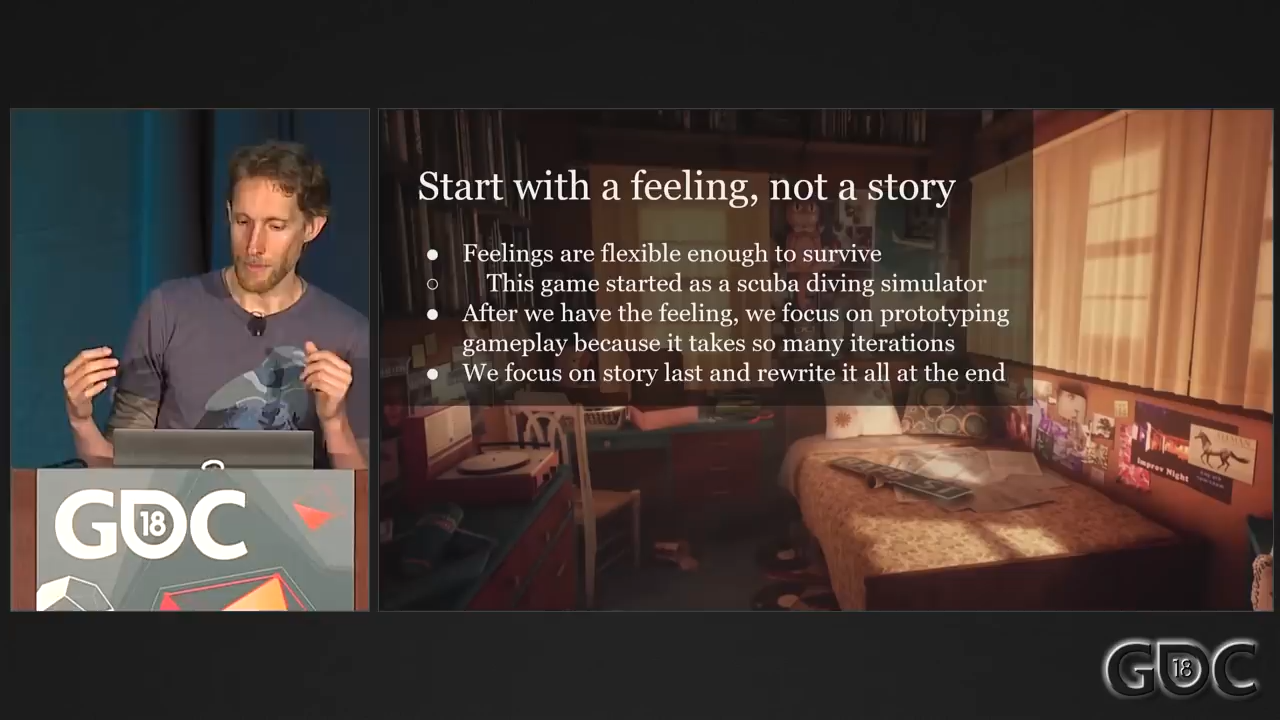 Start with a feeling, not a story
● Feelings are flexible enough to survive
○ This game started as a scuba diving simulator
● After we have the feeling, we focus on prototyping
gameplay because it takes so many iterations
● We focus on story last and rewrite it all at the end
Improv Night
GDC
18
GDC
18